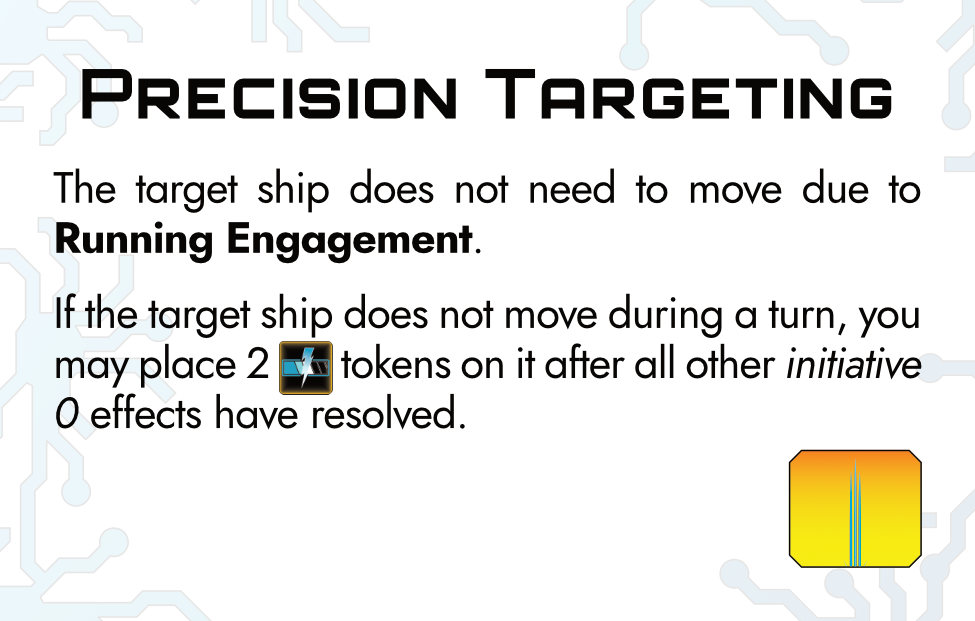 Precision Targeting
The target ship does not need to move due to
Running Engagement.
If the target ship does not move during a turn, you
may place 2 tokens on it after all other initiative
0 effects have resolved.